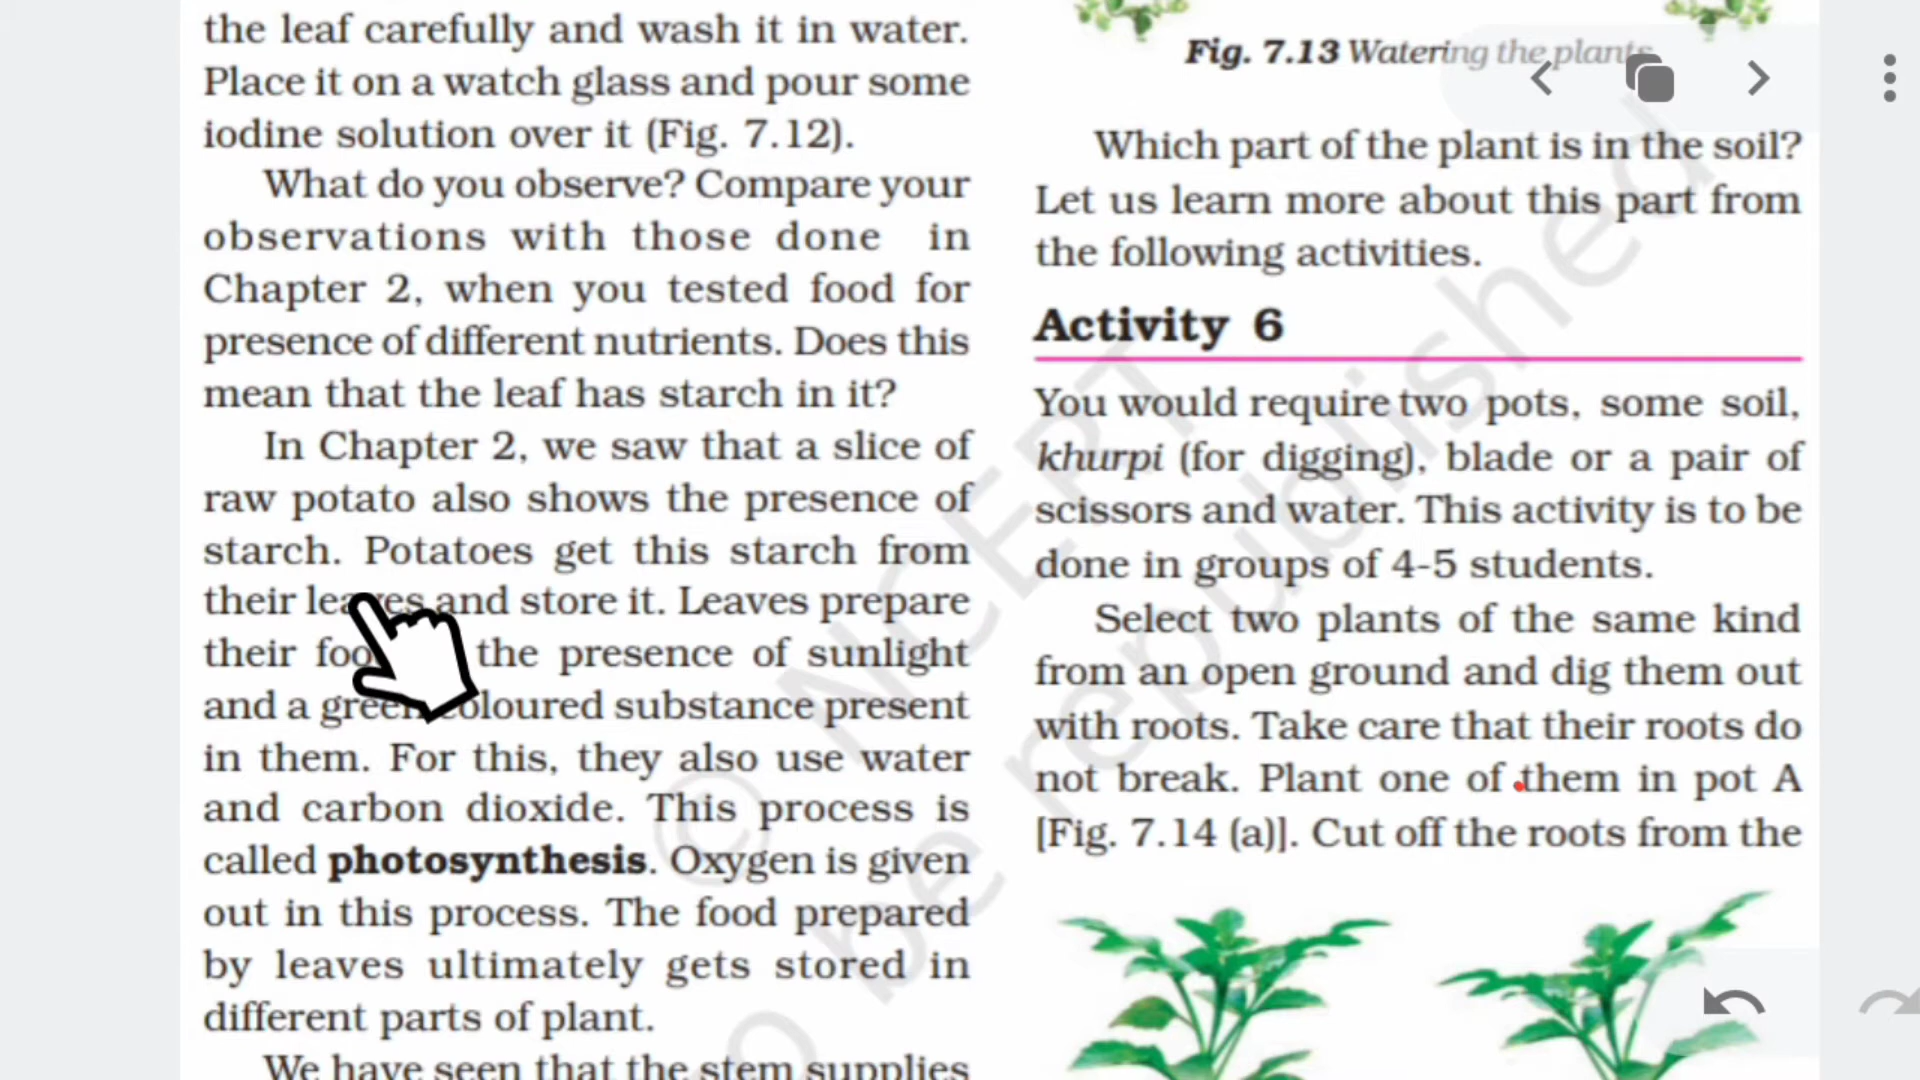 the leaf carefully and wash it in water.
Place it on a watch glass and pour some
iodine solution over it (Fig. 7.12).
What do you observe? Compare your
observations with those done in
Chapter 2, when you tested food for
presence of different nutrients. Does this
mean that the leaf has starch in it?
In Chapter 2, we saw that a slice of
raw potato also shows the presence of
starch. Potatoes get this starch from
their leaves and store it. Leaves prepare
their the presence of sunlight
and a green coloured substance present
in them. For this, they also use water
and carbon dioxide. This process is
called photosynthesis. Oxygen is given
out in this process. The food prepared
by leaves ultimately gets stored in
different parts of plant.
We have seen that the stem supplies
Fig. 7.13 Watering the plants
Which part of the plant is in the soil?
Let us learn more about this part from
the following activities.
Activity 6
You would require two pots, some soil,
khurpi (for digging), blade or a pair of
scissors and water. This activity is to be
done in groups of 4-5 students.
Select two plants of the same kind
from an open ground and dig them out
with roots. Take care that their roots do
not break. Plant one of them in pot A
[Fig. 7.14 (a)]. Cut off the roots from the
© NCERT
be republished